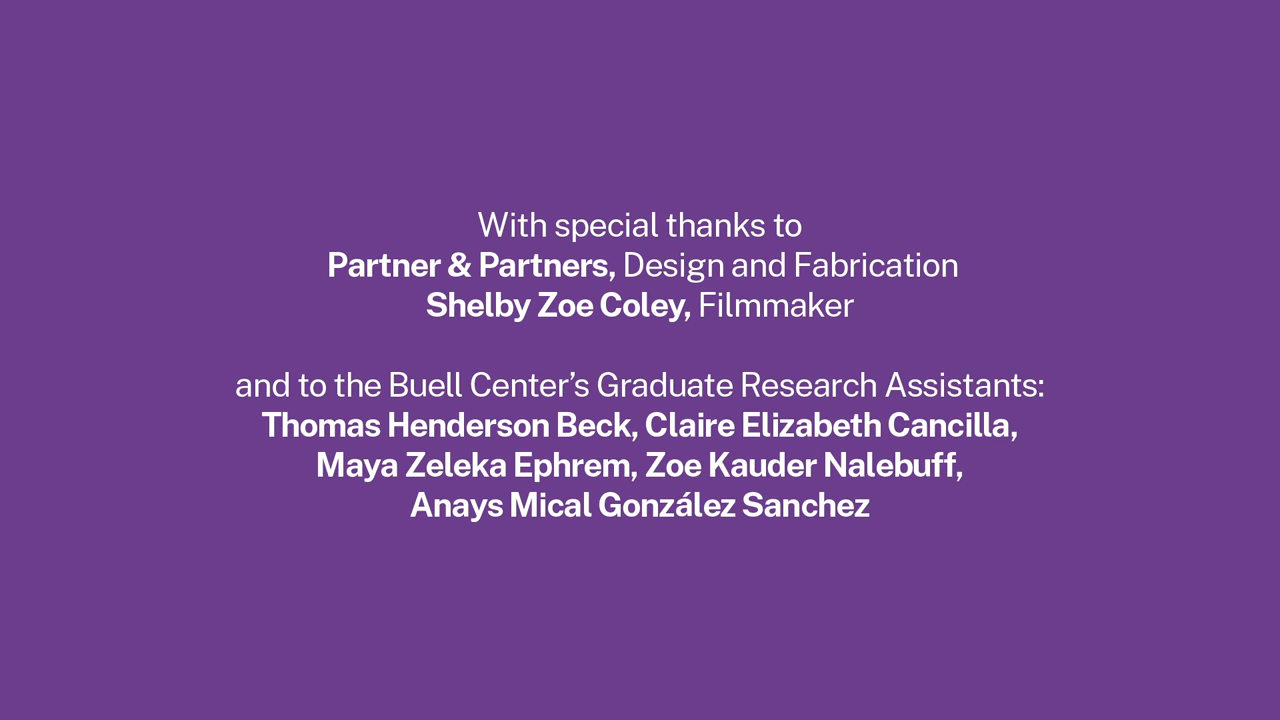 With special thanks to
Partner & Partners, Design and Fabrication
Shelby Zoe Coley, Filmmaker
and to the Buell Center’s Graduate Research Assistants:
Thomas Henderson Beck, Claire Elizabeth Cancilla,
Maya Zeleka Ephrem, Zoe Kauder Nalebuff,
Anays Mical González Sanchez